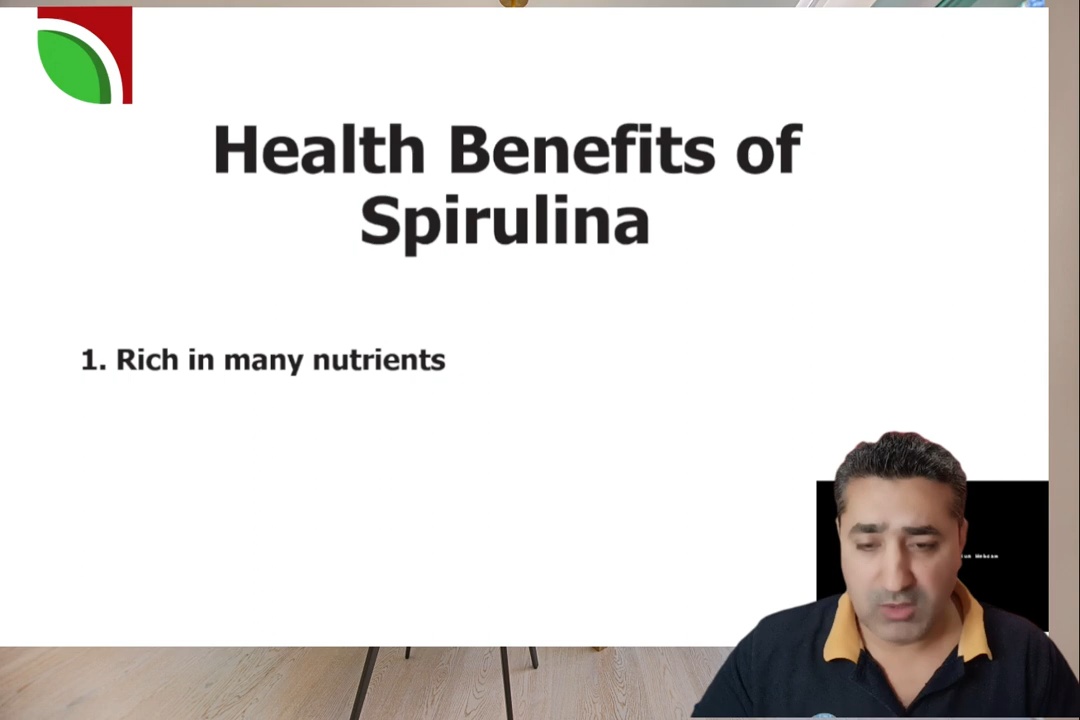 Health Benefits of
Spirulina
1. Rich in many nutrients